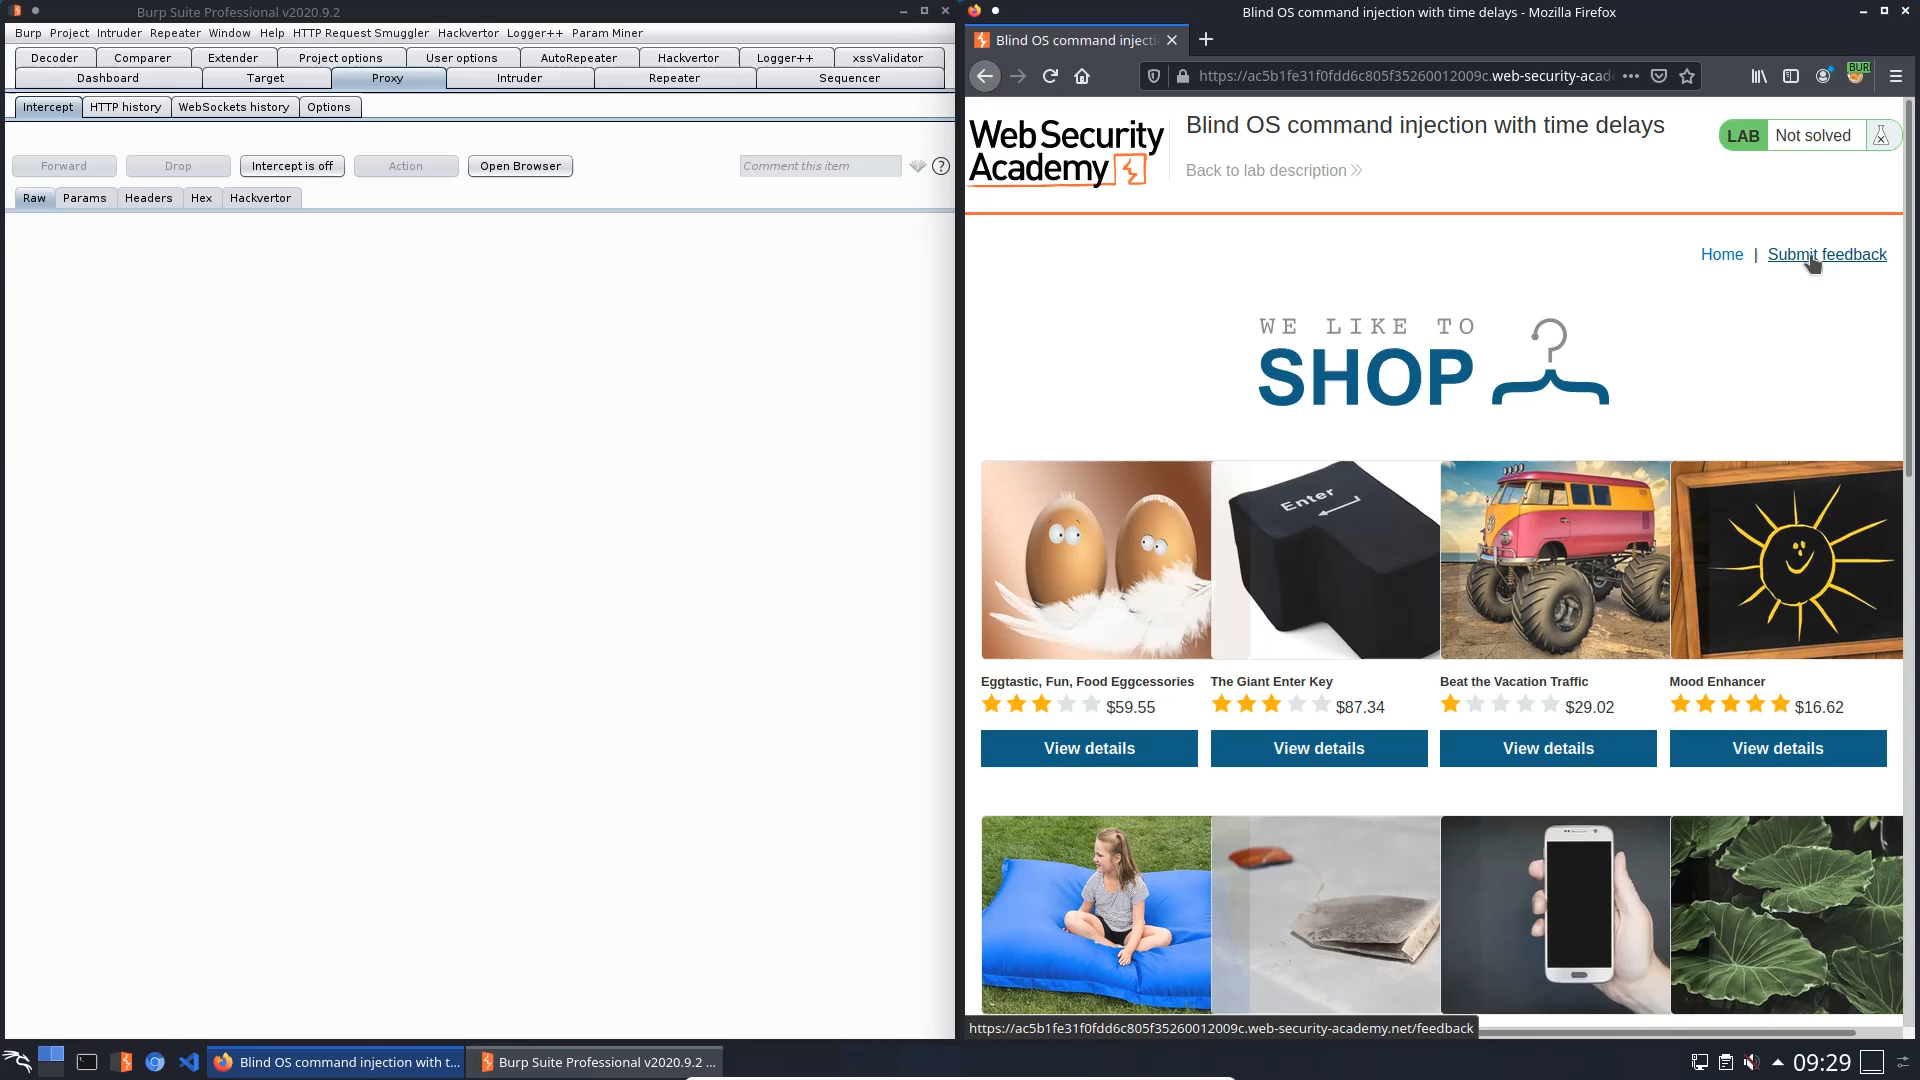 Burp Suite Professional v2020.9.2
Burp Project Intruder Repeater Window Help HTTP Request Smuggler Hackvertor Logger++ Param Miner
Decoder Comparer Extender Project options User options AutoRepeater Hackvertor Logger++ xssValidator
Dashboard Target Proxy Intruder Repeater Sequencer
Intercept HTTP history WebSockets history Options
Forward Drop Intercept is off Action Open Browser Comment this item ?
Raw Params Headers Hex Hackvertor
Blind OS command injection with time delays - Mozilla Firefox
Blind OS command injecti
https://ac5b1fe31f0fdd6c805f35260012009c.web-security-acade
BUR
Web Security
Academy
Blind OS command injection with time delays
Back to lab description
LAB Not solved
Home | Submit feedback
WE LIKE TO
SHOP
Enter
Eggtastic, Fun, Food Eggcessories
$59.55
View details
The Giant Enter Key
$87.34
View details
Beat the Vacation Traffic
$29.02
View details
Mood Enhancer
$16.62
View details
https://ac5b1fe31f0fdd6c805f35260012009c.web-security-academy.net/feedback
Blind OS command injection with t...
Burp Suite Professional v2020.9.2 ...
09:29